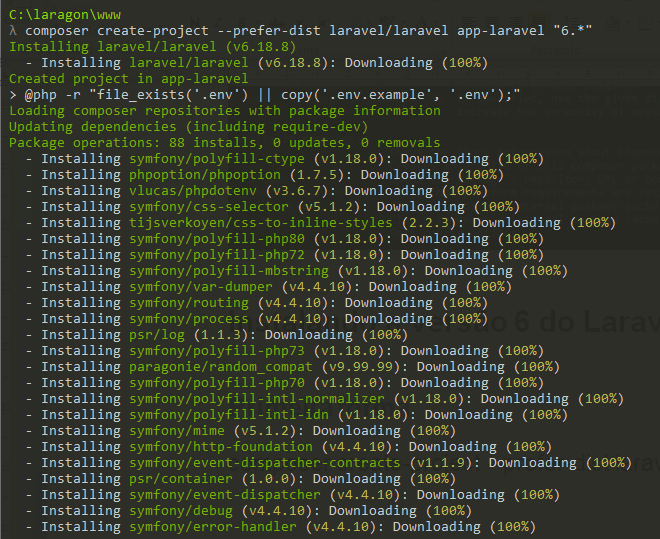 C:\laragon\www
λ composer create-project --prefer-dist laravel/laravel app-laravel "6.*"
Installing laravel/laravel (v6.18.8)
  - Installing laravel/laravel (v6.18.8): Downloading (100%)
Created project in app-laravel
> @php -r "file_exists('.env') || copy('.env.example', '.env');"
Loading composer repositories with package information
Updating dependencies (including require-dev)
Package operations: 88 installs, 0 updates, 0 removals
  - Installing symfony/polyfill-ctype (v1.18.0): Downloading (100%)
  - Installing phpoption/phpoption (1.7.5): Downloading (100%)
  - Installing vlucas/phpdotenv (v3.6.7): Downloading (100%)
  - Installing symfony/css-selector (v5.1.2): Downloading (100%)
  - Installing tijsverkoyen/css-to-inline-styles (2.2.3): Downloading (100%)
  - Installing symfony/polyfill-php80 (v1.18.0): Downloading (100%)
  - Installing symfony/polyfill-php72 (v1.18.0): Downloading (100%)
  - Installing symfony/polyfill-mbstring (v1.18.0): Downloading (100%)
  - Installing symfony/var-dumper (v4.4.10): Downloading (100%)
  - Installing symfony/routing (v4.4.10): Downloading (100%)
  - Installing symfony/process (v4.4.10): Downloading (100%)
  - Installing psr/log (1.1.3): Downloading (100%)
  - Installing symfony/polyfill-php73 (v1.18.0): Downloading (100%)
  - Installing paragonie/random_compat (v9.99.99): Downloading (100%)
  - Installing symfony/polyfill-php70 (v1.18.0): Downloading (100%)
  - Installing symfony/polyfill-intl-normalizer (v1.18.0): Downloading (100%)
  - Installing symfony/polyfill-intl-idn (v1.18.0): Downloading (100%)
  - Installing symfony/mime (v5.1.2): Downloading (100%)
  - Installing symfony/http-foundation (v4.4.10): Downloading (100%)
  - Installing symfony/event-dispatcher-contracts (v1.1.9): Downloading (100%)
  - Installing psr/container (1.0.0): Downloading (100%)
  - Installing symfony/event-dispatcher (v4.4.10): Downloading (100%)
  - Installing symfony/debug (v4.4.10): Downloading (100%)
  - Installing symfony/error-handler (v4.4.10): Downloading (100%)